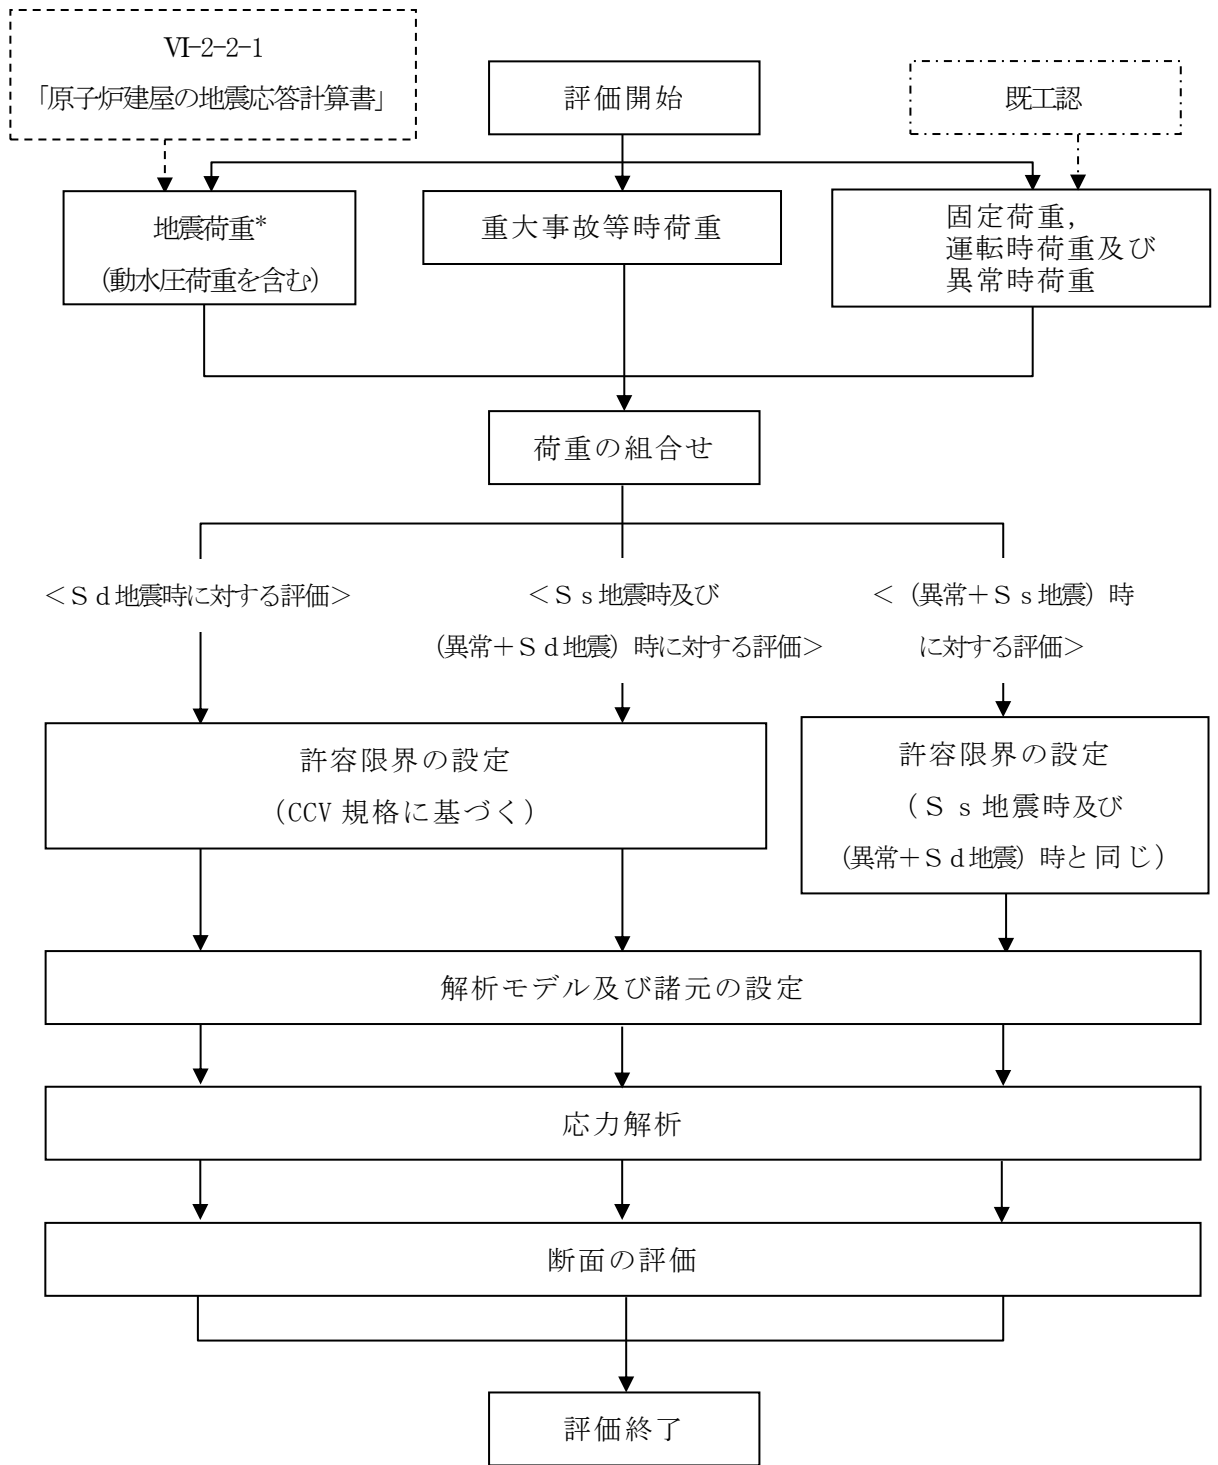 Ⅵ-2-2-1
「原子炉建屋の地震応答計算書」
評価開始
既工認
地震荷重*
(動水圧荷重を含む)
重大事故等時荷重
固定荷重,
運転時荷重及び
異常時荷重
荷重の組合せ
＜Ｓｄ地震時に対する評価＞
＜Ｓｓ地震時及び
(異常＋Ｓｄ地震)時に対する評価＞
＜(異常＋Ｓｓ地震)時
に対する評価＞
許容限界の設定
（CCV 規格に基づく）
許容限界の設定
（Ｓｓ地震時及び
(異常＋Ｓｄ地震)時と同じ）
解析モデル及び諸元の設定
応力解析
断面の評価
評価終了